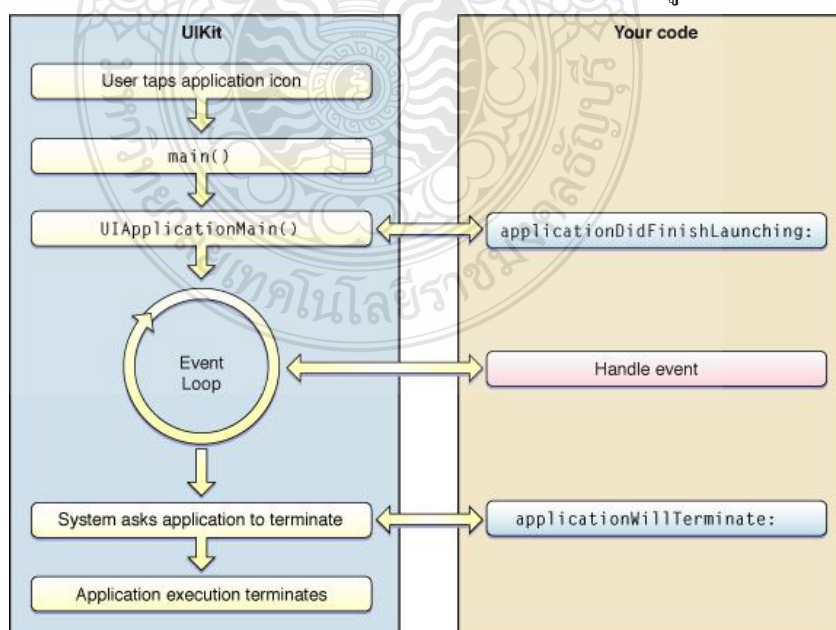 UIKit
Your code
User taps application icon
main()
UIApplicationMain()
applicationDidFinishLaunching:
Event
Loop
Handle event
System asks application to terminate
applicationWillTerminate:
Application execution terminates